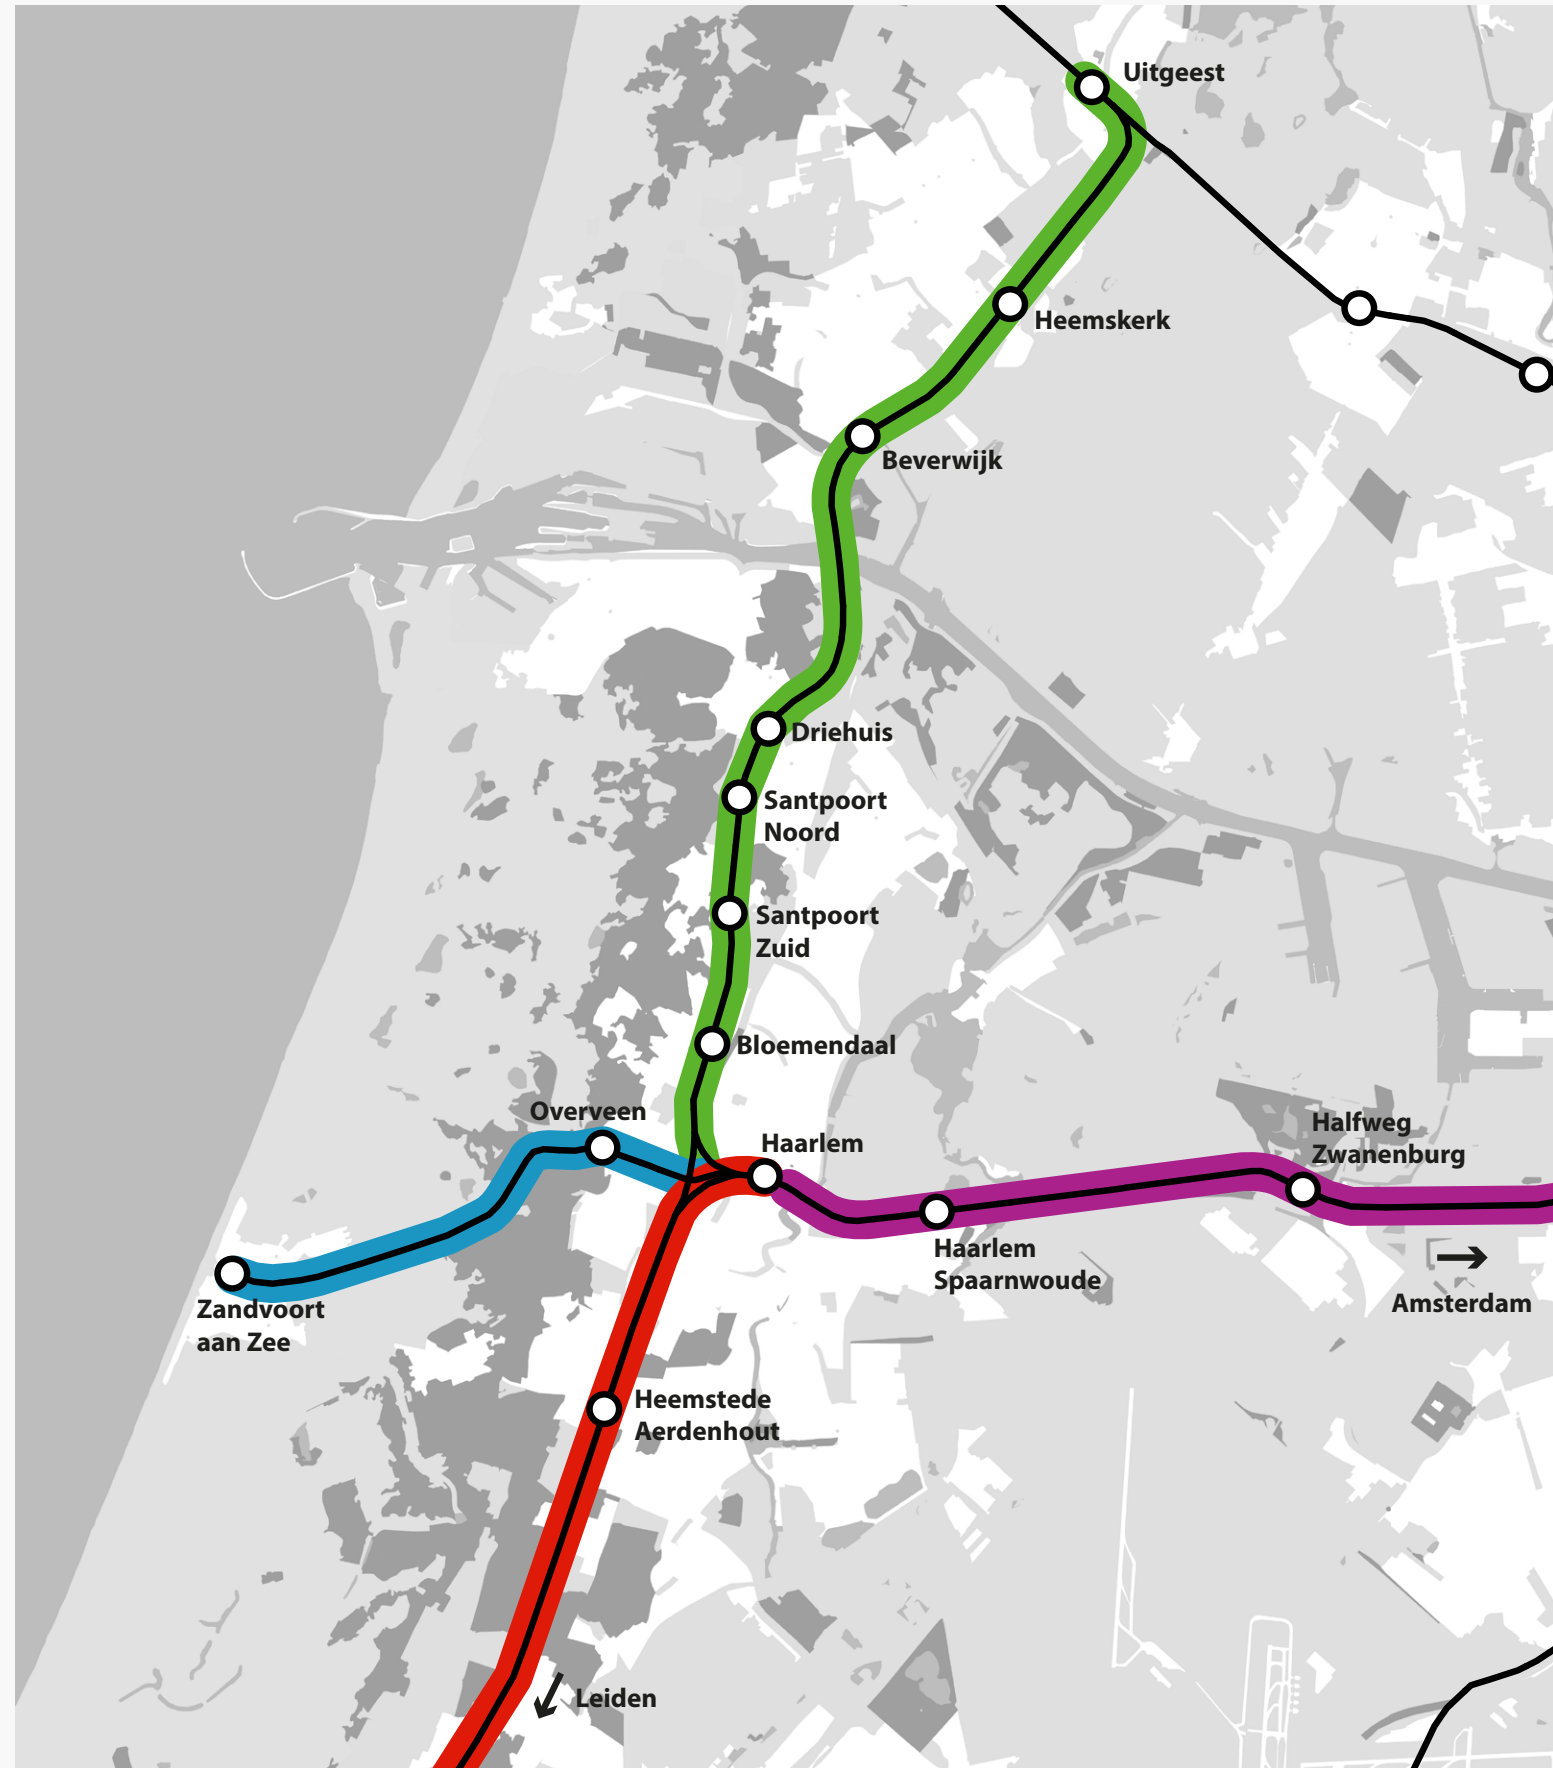 Uitgeest
Heemskerk
Beverwijk
Driehuis
Santpoort
Noord
Santpoort
Zuid
Bloemendaal
Overveen
Haarlem
Halfweg
Zwanenburg
Haarlem
Spaarnwoude
Amsterdam
Zandvoort
aan Zee
Heemstede
Aerdenhout
Leiden